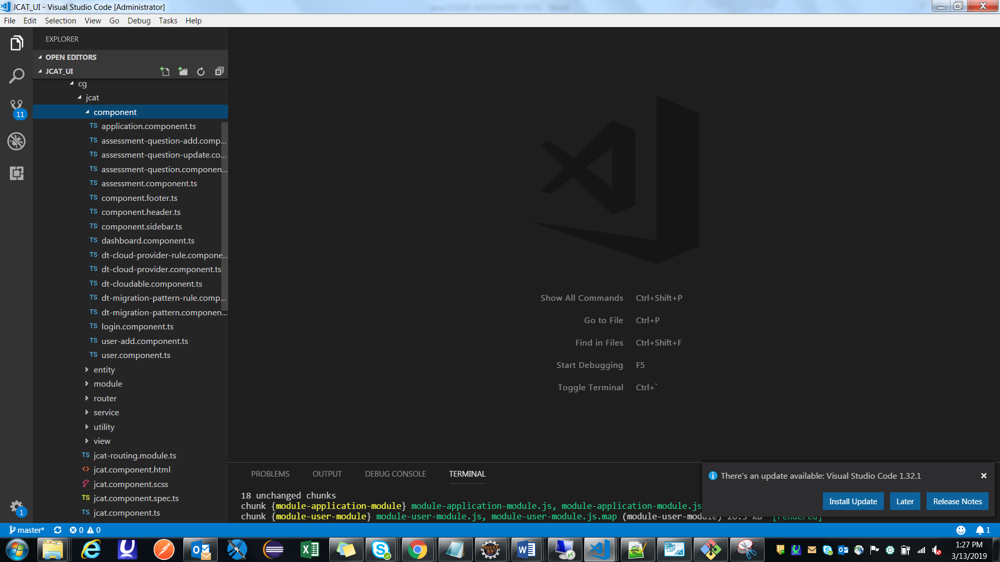 JCAT_UI - Visual Studio Code [Administrator]
File Edit Selection View Go Debug Tasks Help
EXPLORER
OPEN EDITORS
JCAT_UI
cg
jcat
component
TS application.component.ts
TS assessment-question-add.comp...
TS assessment-question-update.co...
TS assessment-question.componen...
TS assessment.component.ts
TS component.footer.ts
TS component.header.ts
TS component.sidebar.ts
TS dashboard.component.ts
TS dt-cloud-provider-rule.compone...
TS dt-cloud-provider.component.ts
TS dt-cloudable.component.ts
TS dt-migration-pattern-rule.comp...
TS dt-migration-pattern.componen...
TS login.component.ts
TS user-add.component.ts
TS user.component.ts
entity
module
router
service
utility
view
TS jcat-routing.module.ts
<> jcat.component.html
jcat.component.scss
TS jcat.component.spec.ts
TS jcat.component.ts
11
1
Show All Commands Ctrl+Shift+P
Go to File Ctrl+P
Find in Files Ctrl+Shift+F
Start Debugging F5
Toggle Terminal Ctrl+`
PROBLEMS OUTPUT DEBUG CONSOLE TERMINAL
18 unchanged chunks
chunk {module-application-module} module-application-module.js, module-application-module.js
chunk {module-user-module} module-user-module.js, module-user-module.js.map (module-user-module) 26.5 kB [rendered]
There's an update available: Visual Studio Code 1.32.1
Install Update Later Release Notes
master* 0 0 1
1:27 PM
3/13/2019